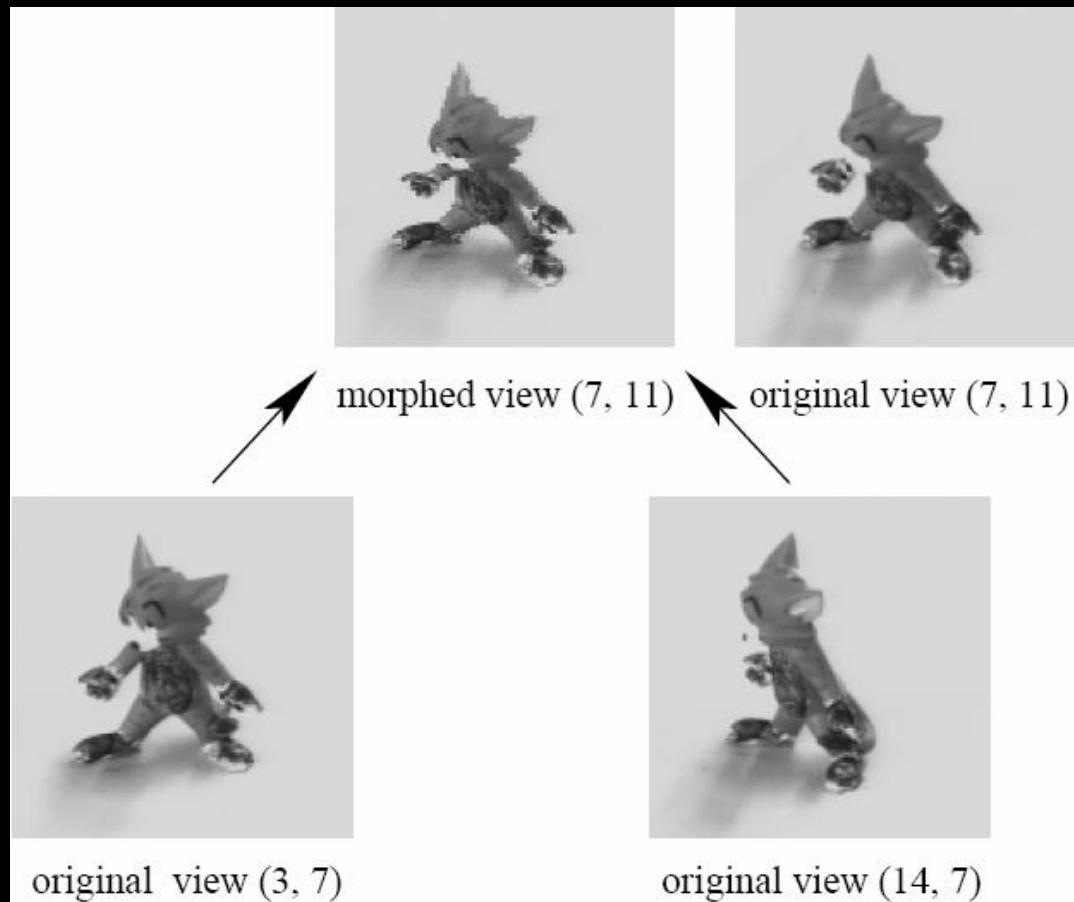 morphed view (7, 11)
original view (7, 11)
original view (3, 7)
original view (14, 7)